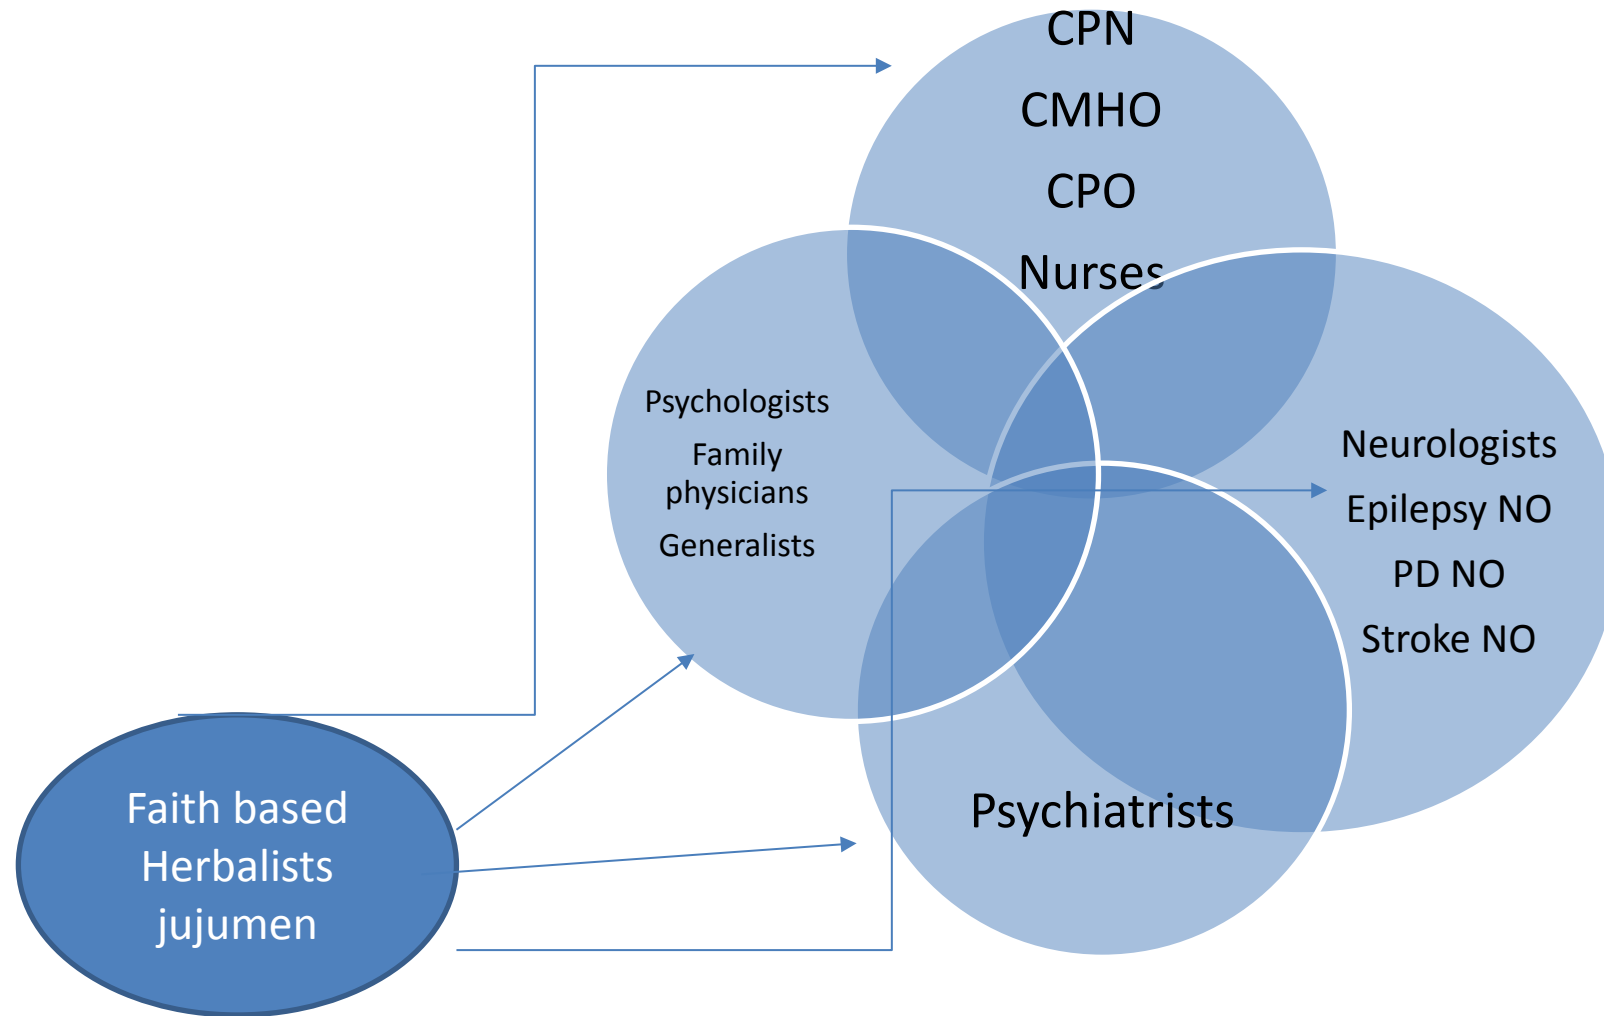 CPN
CMHO
CPO
Nurses
Psychologists
Family
physicians
Generalists
Neurologists
Epilepsy NO
PD NO
Stroke NO
Psychiatrists
Faith based
Herbalists
jujumen